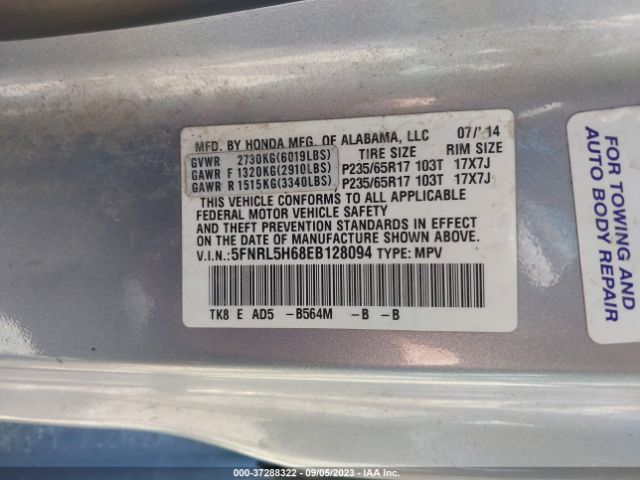 MFD. BY HONDA MFG. OF ALABAMA, LLC 07/'14
GVWR 2730KG(6019LBS) TIRE SIZE RIM SIZE
GAWR F 1320KG(2910LBS) P235/65R17 103T 17X7J
GAWR R 1515KG(3340LBS) P235/65R17 103T 17X7J
THIS VEHICLE CONFORMS TO ALL APPLICABLE
FEDERAL MOTOR VEHICLE SAFETY
AND THEFT PREVENTION STANDARDS IN EFFECT
ON THE DATE OF MANUFACTURE SHOWN ABOVE.
V.I.N.:5FNRL5H68EB128094 TYPE: MPV
TK8 E AD5 -B564M -B -B
FOR TOWING AND
AUTO BODY REPAIR
000-37288322 - 09/05/2023 - IAA Inc.